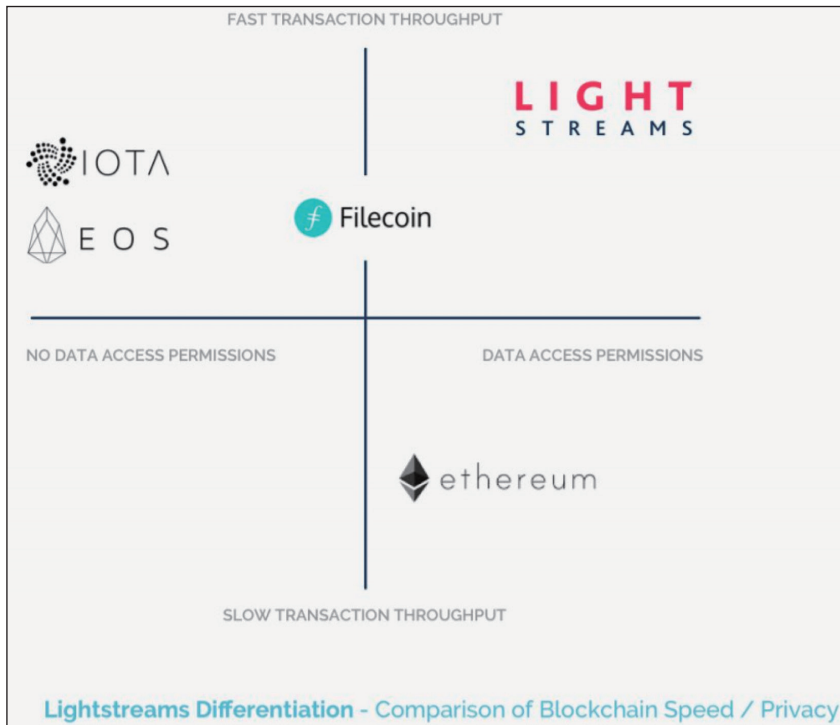 FAST TRANSACTION THROUGHPUT
LIGHT
STREAMS
IOTA
EOS
Filecoin
NO DATA ACCESS PERMISSIONS
DATA ACCESS PERMISSIONS
ethereum
SLOW TRANSACTION THROUGHPUT
Lightstreams Differentiation - Comparison of Blockchain Speed / Privacy